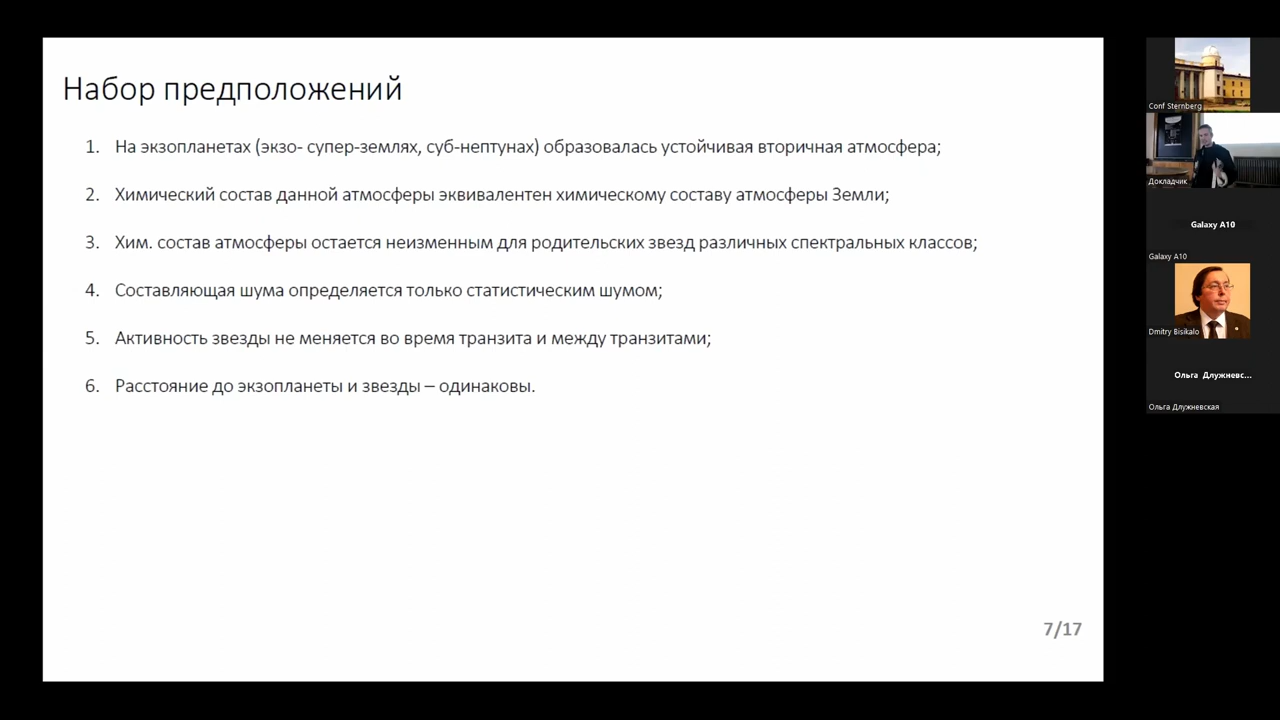 Набор предположений
1. На экзопланетах (экзо- супер-землях, суб-нептунах) образовалась устойчивая вторичная атмосфера;
2. Химический состав данной атмосферы эквивалентен химическому составу атмосферы Земли;
3. Хим. состав атмосферы остается неизменным для родительских звезд различных спектральных классов;
4. Составляющая шума определяется только статистическим шумом;
5. Активность звезды не меняется во время транзита и между транзитами;
6. Расстояние до экзопланеты и звезды – одинаковы.
7/17
Conf Sternberg
Докладчик
Galaxy A10
Galaxy A10
Dmitry Bisikalo
Ольга Длужневс...
Ольга Длужневская